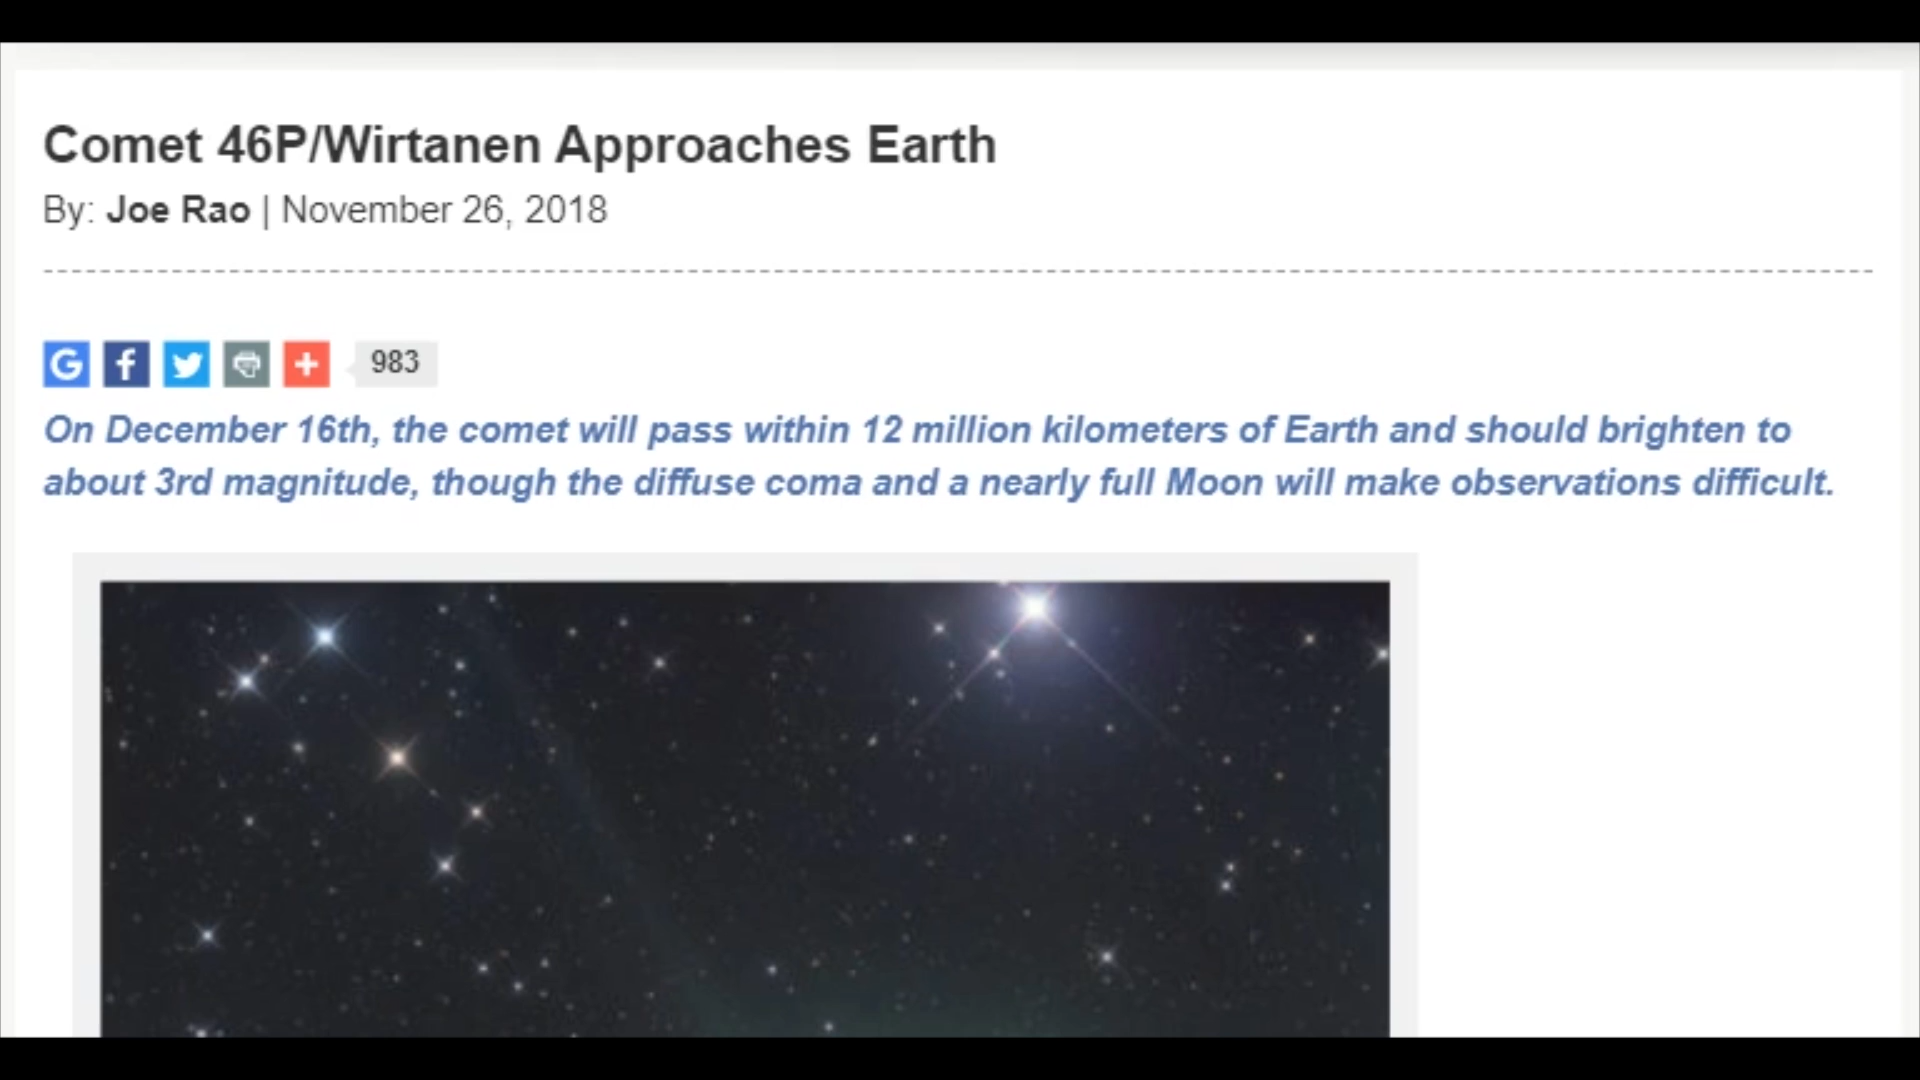 Comet 46P/Wirtanen Approaches Earth
By: Joe Rao | November 26, 2018
983
On December 16th, the comet will pass within 12 million kilometers of Earth and should brighten to
about 3rd magnitude, though the diffuse coma and a nearly full Moon will make observations difficult.